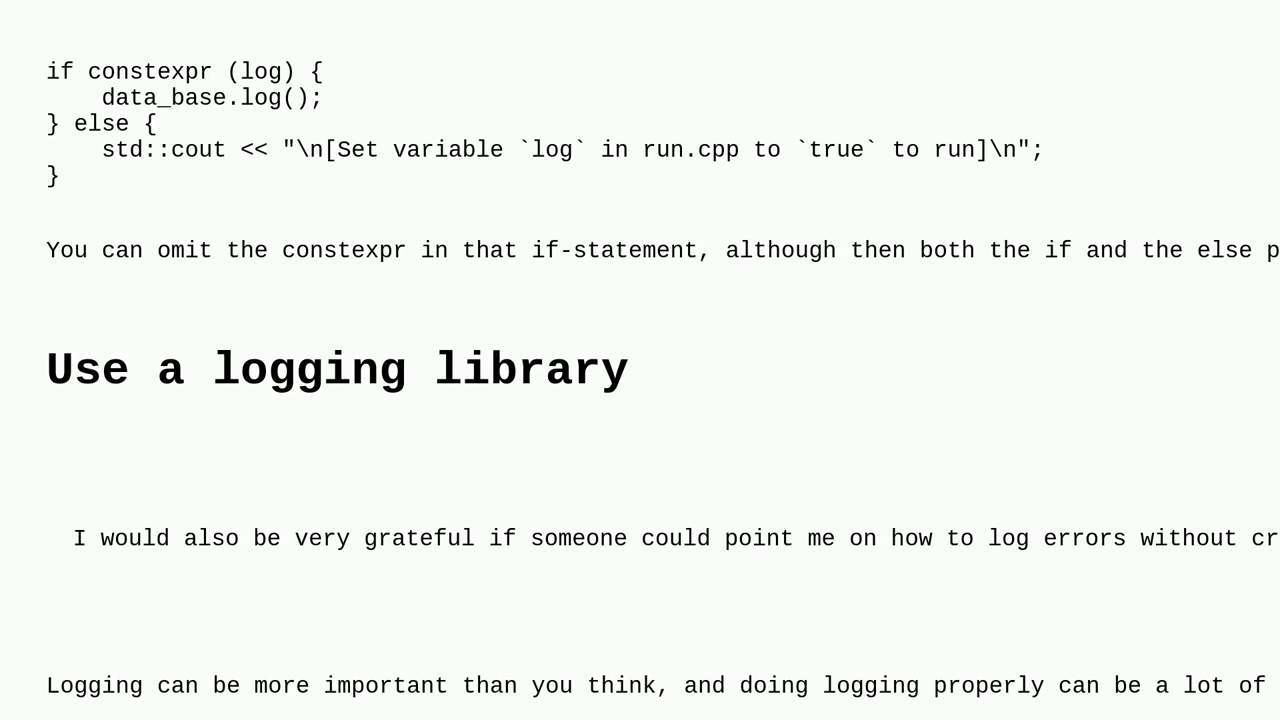 if constexpr (log) {
    data_base.log();
} else {
    std::cout << "\n[Set variable `log` in run.cpp to `true` to run]\n";
}
You can omit the constexpr in that if-statement, although then both the if and the else p
Use a logging library
I would also be very grateful if someone could point me on how to log errors without cr
Logging can be more important than you think, and doing logging properly can be a lot of